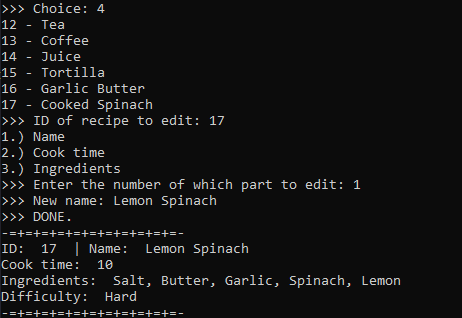 >>> Choice: 4
12 - Tea
13 - Coffee
14 - Juice
15 - Tortilla
16 - Garlic Butter
17 - Cooked Spinach
>>> ID of recipe to edit: 17
1.) Name
2.) Cook time
3.) Ingredients
>>> Enter the number of which part to edit: 1
>>> New name: Lemon Spinach
>>> DONE.
-=+=+=+=+=+=+=+=+=+=+=-
ID:  17  | Name:  Lemon Spinach
Cook time:  10
Ingredients:  Salt, Butter, Garlic, Spinach, Lemon
Difficulty:  Hard
-=+=+=+=+=+=+=+=+=+=+=-